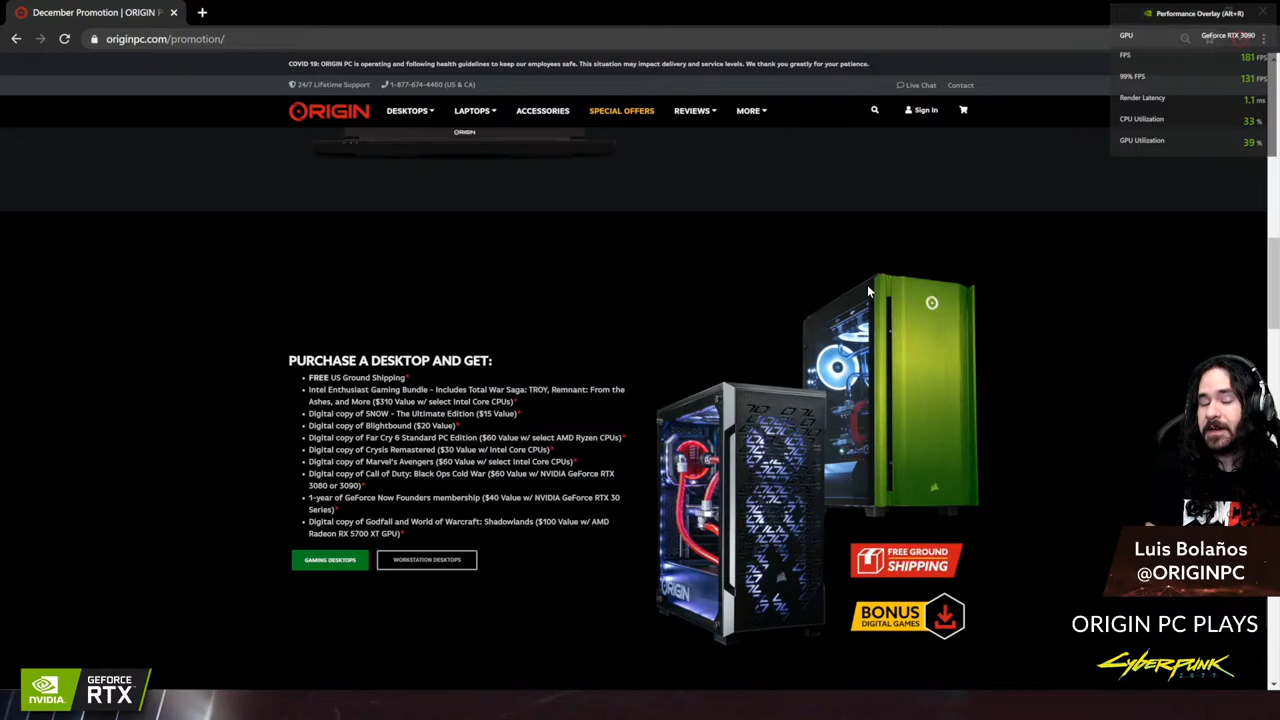 December Promotion | ORIGIN P
Performance Overlay (Alt+R)
originpc.com/promotion/
GPU GeForce RTX 3090
FPS 181 FPS
99% FPS 131 FPS
Render Latency 1.1 ms
CPU Utilization 33 %
GPU Utilization 39 %
COVID 19: ORIGIN PC is operating and following health guidelines to keep our employees safe. This situation may impact delivery and service levels. We thank you greatly for your patience.
24/7 Lifetime Support 1-877-674-4460 (US & CA) Live Chat Contact
ORIGIN DESKTOPS LAPTOPS ACCESSORIES SPECIAL OFFERS REVIEWS MORE Sign In
ORIGIN
PURCHASE A DESKTOP AND GET:
• FREE US Ground Shipping*
• Intel Enthusiast Gaming Bundle - Includes Total War Saga: TROY, Remnant: From the
Ashes, and More ($310 Value w/ select Intel Core CPUs)*
• Digital copy of SNOW - The Ultimate Edition ($15 Value)*
• Digital copy of Blightbound ($20 Value)*
• Digital copy of Far Cry 6 Standard PC Edition ($60 Value w/ select AMD Ryzen CPUs)*
• Digital copy of Crysis Remastered ($30 Value w/ Intel Core CPUs)*
• Digital copy of Marvel's Avengers ($60 Value w/ select Intel Core CPUs)*
• Digital copy of Call of Duty: Black Ops Cold War ($60 Value w/ NVIDIA GeForce RTX
3080 or 3090)*
• 1-year of GeForce Now Founders membership ($40 Value w/ NVIDIA GeForce RTX 30
Series)*
• Digital copy of Godfall and World of Warcraft: Shadowlands ($100 Value w/ AMD
Radeon RX 5700 XT GPU)*
GAMING DESKTOPS WORKSTATION DESKTOPS
ORIGIN
FREE GROUND
SHIPPING
BONUS
DIGITAL GAMES
Luis Bolaños
@ORIGINPC
ORIGIN PC PLAYS
Cyberpunk
2077
NVIDIA
GEFORCE
RTX